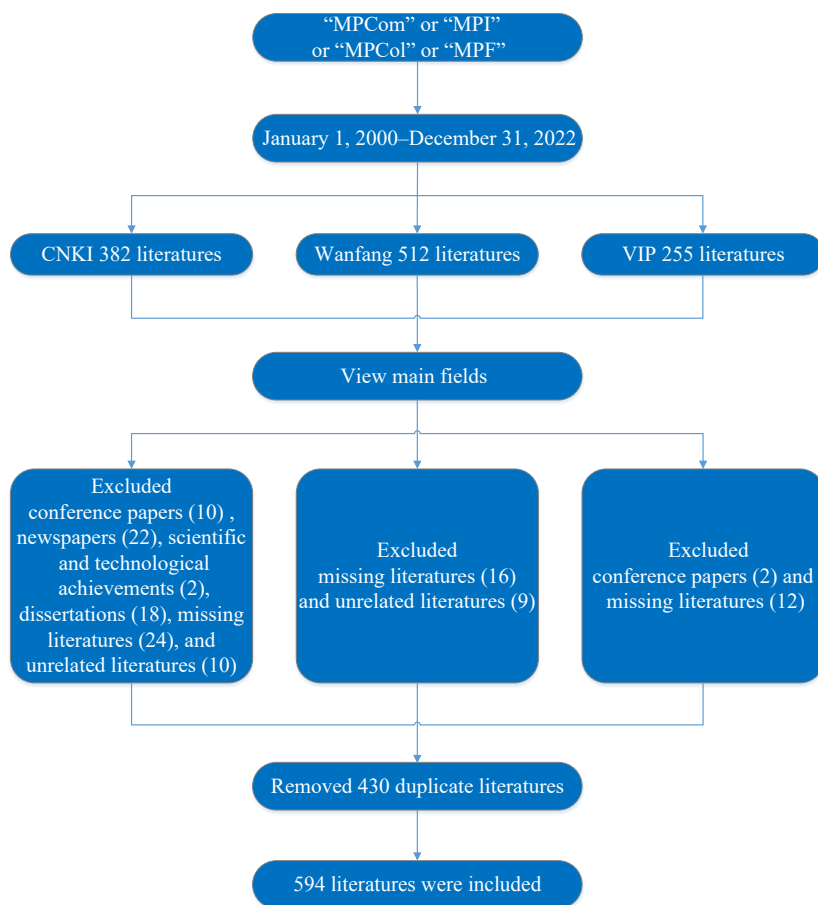 “MPCom” or “MPI”
or “MPCol” or “MPF”
January 1, 2000–December 31, 2022
CNKI 382 literatures
Wanfang 512 literatures
VIP 255 literatures
View main fields
Excluded
conference papers (10) ,
newspapers (22), scientific
and technological
achievements (2),
dissertations (18), missing
literatures (24), and
unrelated literatures (10)
Excluded
missing literatures (16)
and unrelated literatures (9)
Excluded
conference papers (2) and
missing literatures (12)
Removed 430 duplicate literatures
594 literatures were included